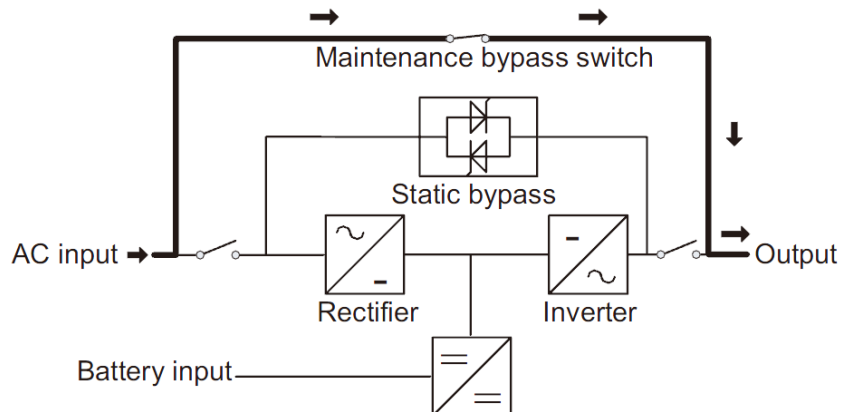 Maintenance bypass switch
Static bypass
AC input
Output
Rectifier
Inverter
Battery input